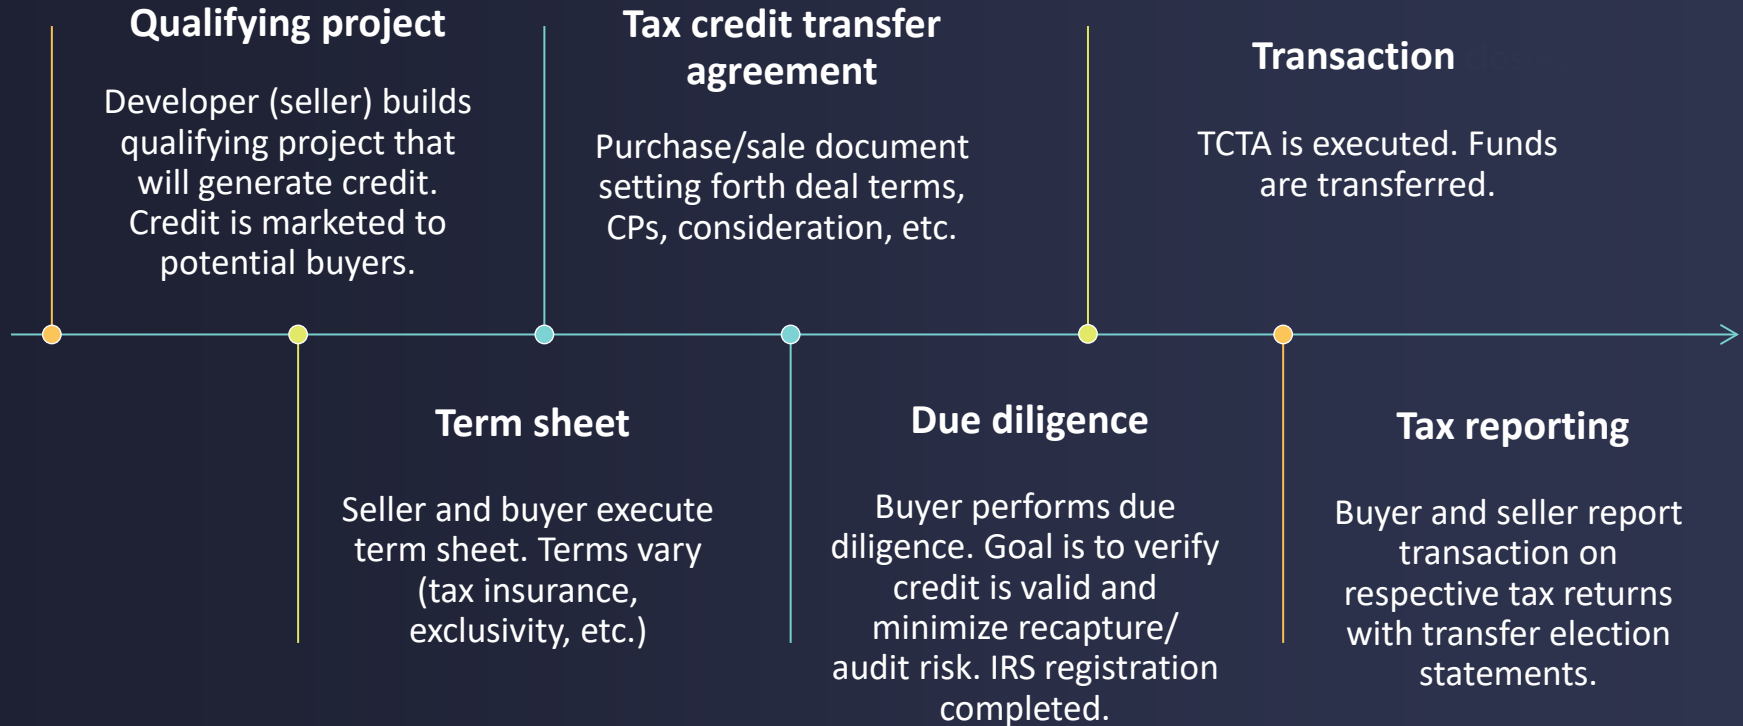 Qualifying project
Developer (seller) builds
qualifying project that
will generate credit.
Credit is marketed to
potential buyers.
Term sheet
Seller and buyer execute
term sheet. Terms vary
(tax insurance,
exclusivity, etc.)
Tax credit transfer
agreement
Purchase/sale document
setting forth deal terms,
CPs, consideration, etc.
Due diligence
Buyer performs due
diligence. Goal is to verify
credit is valid and
minimize recapture/
audit risk. IRS registration
completed.
Transaction
TCTA is executed. Funds
are transferred.
Tax reporting
Buyer and seller report
transaction on
respective tax returns
with transfer election
statements.